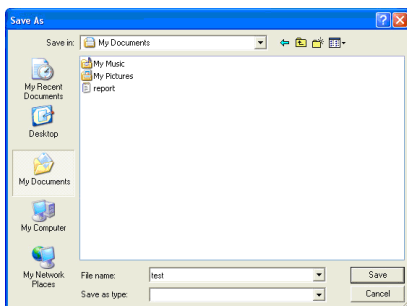 Save As
Save in:
My Documents
My Recent
Documents
Desktop
My Documents
My Computer
My Network
Places
My Music
My Pictures
report
File name:
test
Save
Save as type:
Cancel